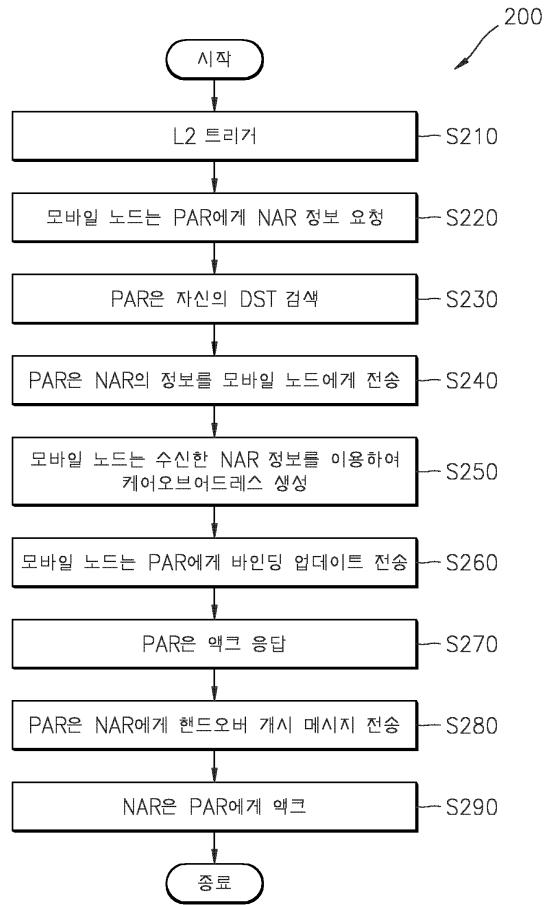 200
시작
L2 트리거
S210
모바일 노드는 PAR에게 NAR 정보 요청
S220
PAR은 자신의 DST 검색
S230
PAR은 NAR의 정보를 모바일 노드에게 전송
S240
모바일 노드는 수신한 NAR 정보를 이용하여
케어오브어드레스 생성
S250
모바일 노드는 PAR에게 바인딩 업데이트 전송
S260
PAR은 액크 응답
S270
PAR은 NAR에게 핸드오버 개시 메시지 전송
S280
NAR은 PAR에게 액크
S290
종료